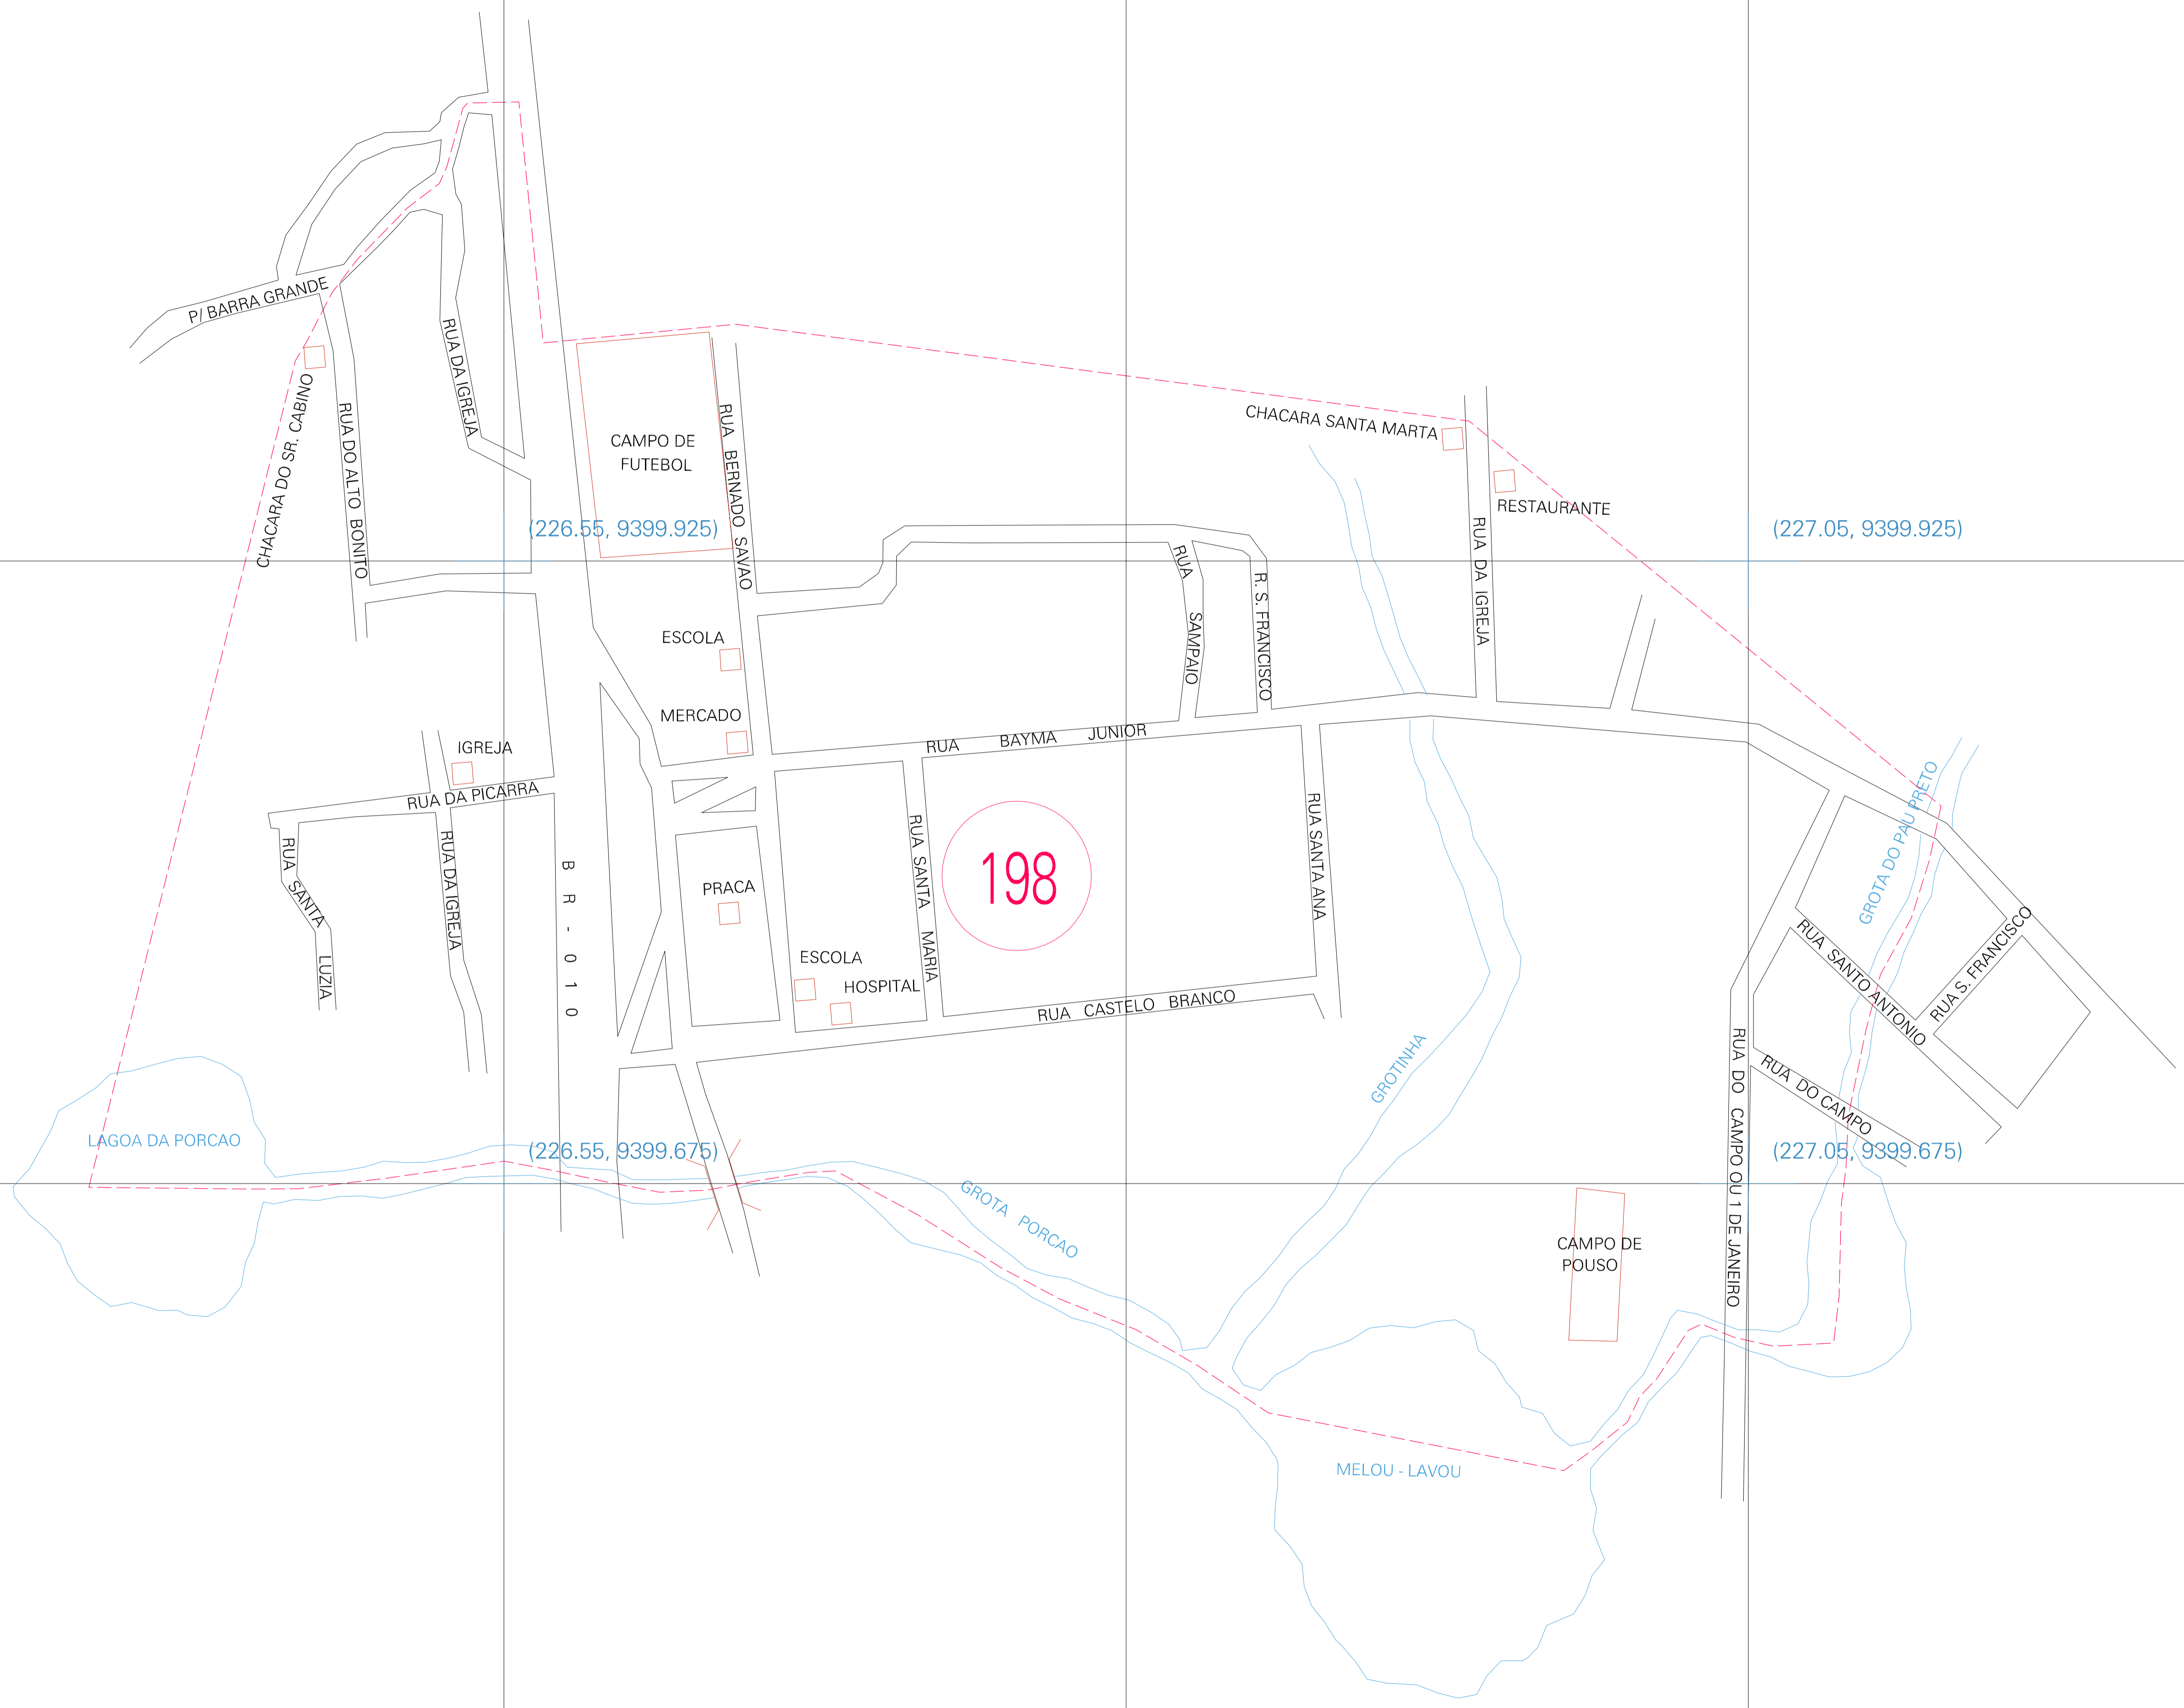 P/ BARRA GRANDE
CHACARA DO SR. CABINO
RUA DO ALTO BONITO
RUA DA IGREJA
CAMPO DE
FUTEBOL
RUA BERNADO SAVAO
CHACARA SANTA MARTA
RESTAURANTE
(226.55, 9399.925)
(227.05, 9399.925)
RUA SAMPAIO
R. S. FRANCISCO
RUA DA IGREJA
ESCOLA
MERCADO
IGREJA
RUA BAYMA JUNIOR
RUA DA PICARRA
RUA SANTA LUZIA
RUA DA IGREJA
BR-010
PRACA
RUA SANTA MARIA
198
RUA SANTA ANA
GROTA DO PAU PRETO
ESCOLA
HOSPITAL
RUA CASTELO BRANCO
RUA SANTO ANTONIO
RUA S. FRANCISCO
GROTINHA
RUA DO CAMPO OU 1 DE JANEIRO
RUA DO CAMPO
LAGOA DA PORCAO
(226.55, 9399.675)
(227.05, 9399.675)
GROTA PORCAO
CAMPO DE
POUSO
MELOU - LAVOU